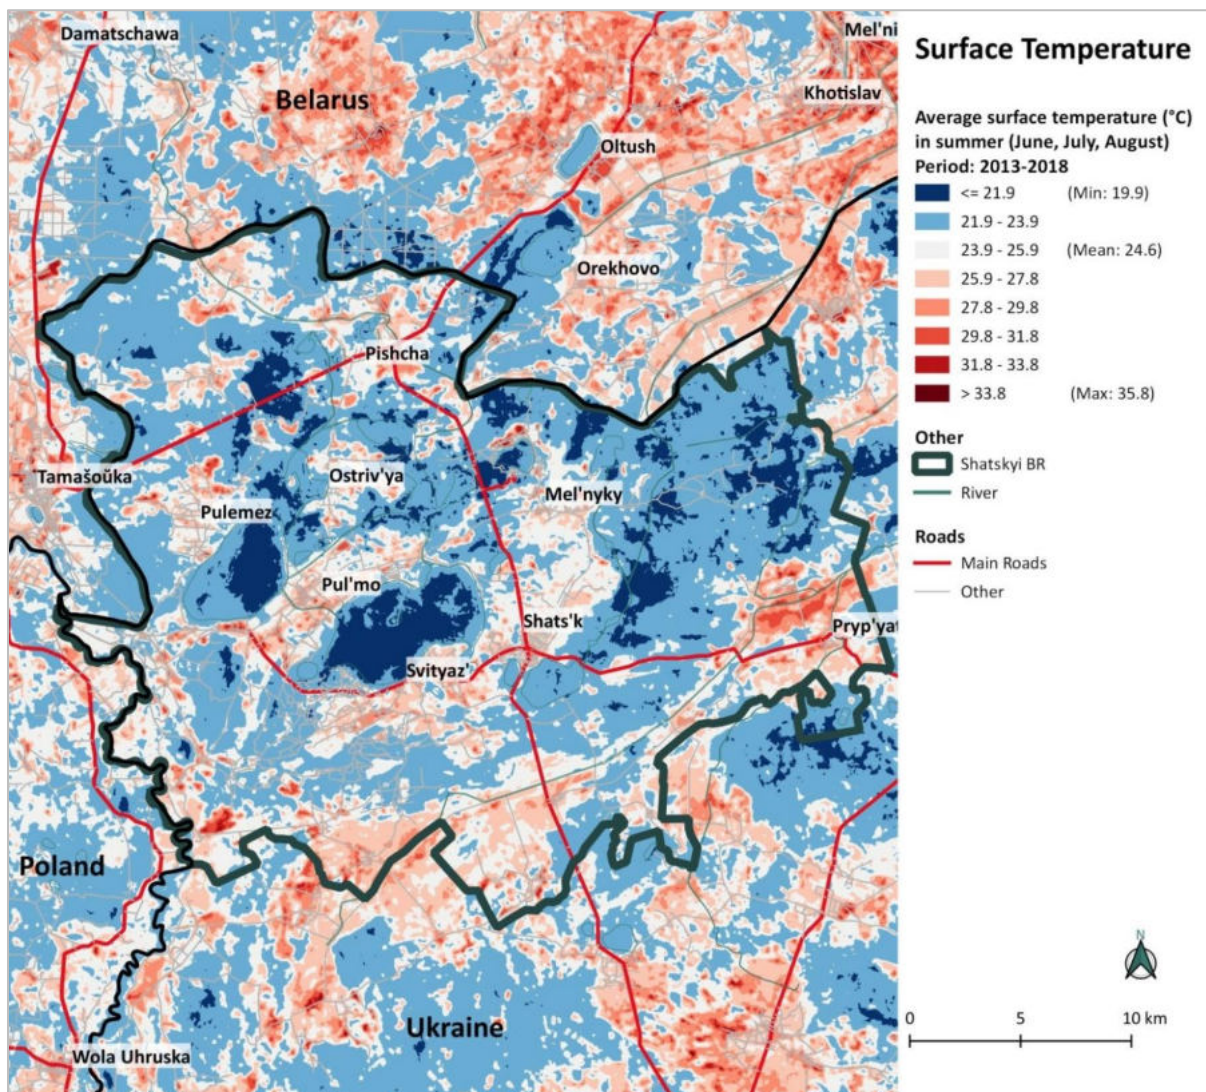 Damatschawa
Mel'ni
Belarus
Khotislav
Oltush
Orekhovo
Pishcha
Tamašoŭka
Ostriv'ya
Mel'nyky
Pulemez
Pul'mo
Shats'k
Pryp'yat
Svityaz'
Poland
Ukraine
Wola Uhruska
Surface Temperature
Average surface temperature (°C)
in summer (June, July, August)
Period: 2013-2018
<= 21.9 (Min: 19.9)
21.9 - 23.9
23.9 - 25.9 (Mean: 24.6)
25.9 - 27.8
27.8 - 29.8
29.8 - 31.8
31.8 - 33.8
> 33.8 (Max: 35.8)
Other
Shatskyi BR
River
Roads
Main Roads
Other
N
0 5 10 km